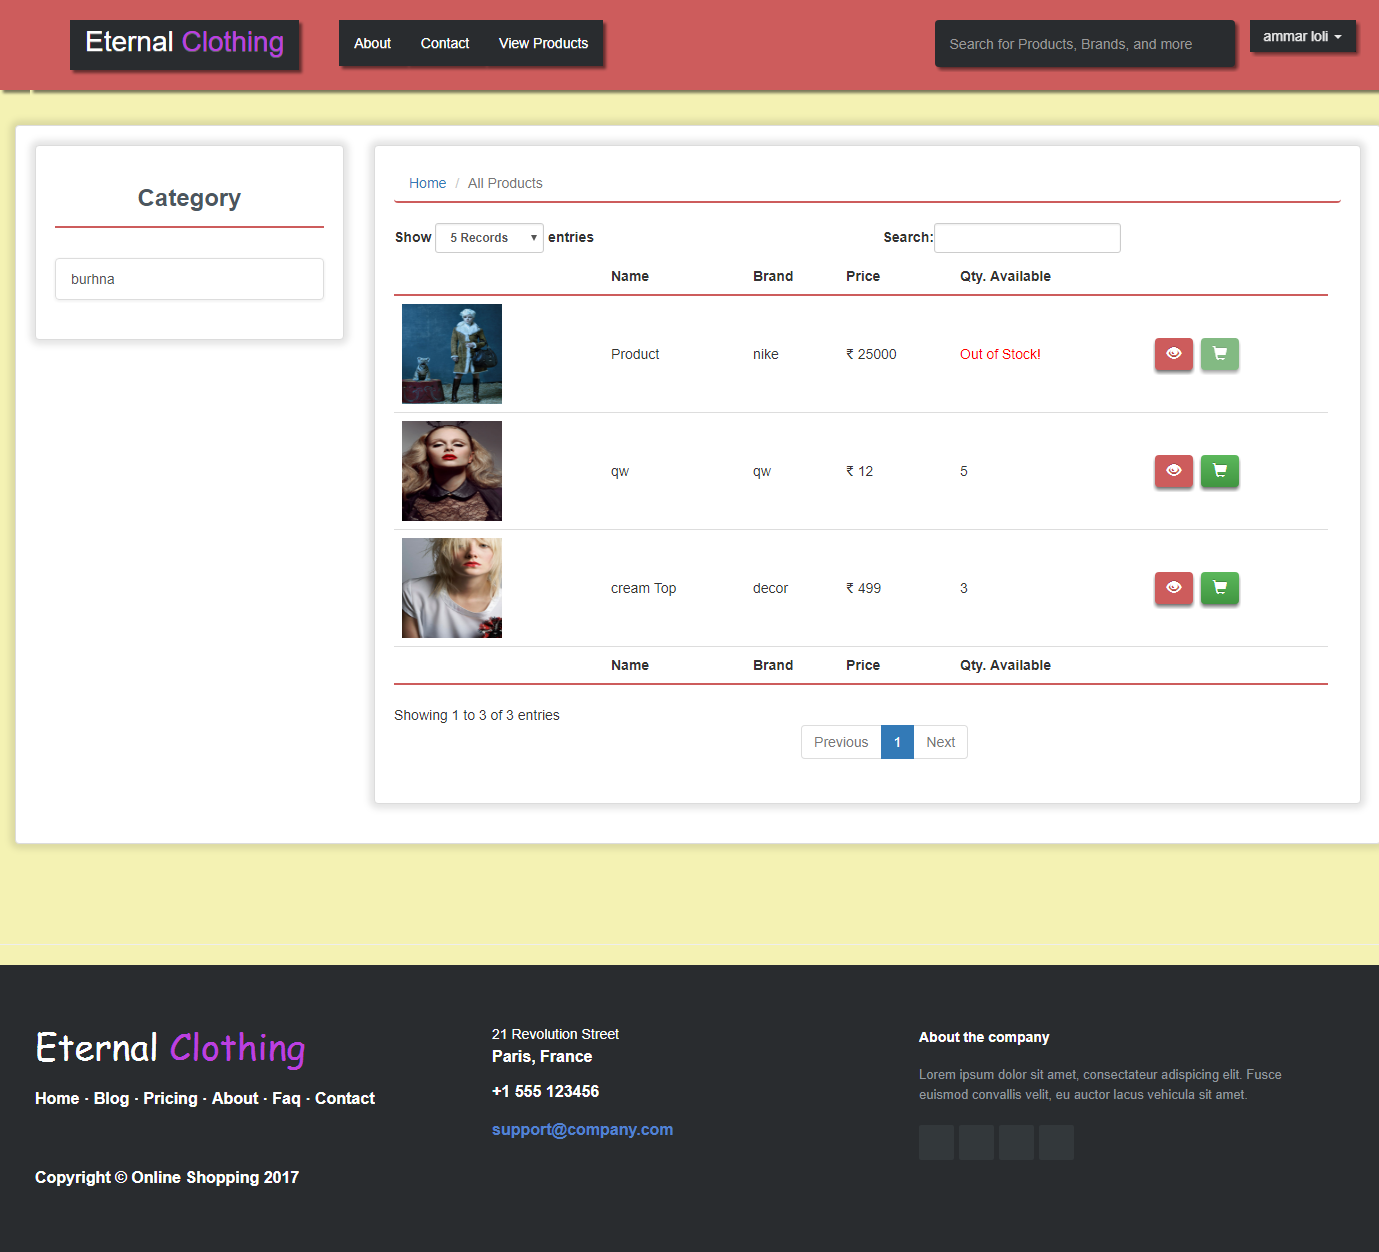 Eternal Clothing
About Contact View Products
Search for Products, Brands, and more
ammar loli
Category
burhna
Home / All Products
Show 5 Records entries
Search:
Name Brand Price Qty. Available
Product nike ₹ 25000 Out of Stock!
qw qw ₹ 12 5
cream Top decor ₹ 499 3
Name Brand Price Qty. Available
Showing 1 to 3 of 3 entries
Previous 1 Next
Eternal Clothing
Home · Blog · Pricing · About · Faq · Contact
Copyright © Online Shopping 2017
21 Revolution Street
Paris, France
+1 555 123456
support@company.com
About the company
Lorem ipsum dolor sit amet, consectateur adispicing elit. Fusce
euismod convallis velit, eu auctor lacus vehicula sit amet.